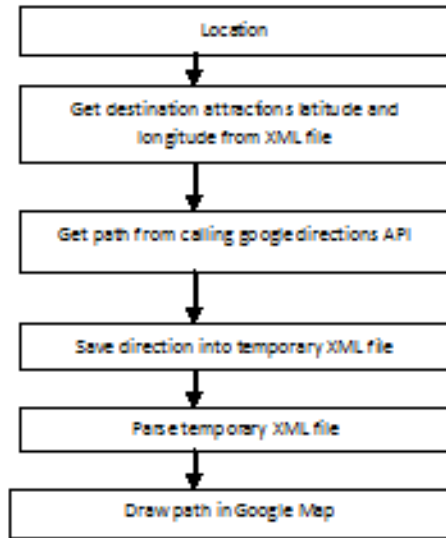 Location
Get destination attractions latitude and
longitude from XML file
Get path from calling google directions API
Save direction into temporary XML file
Parse temporary XML file
Draw path in Google Map